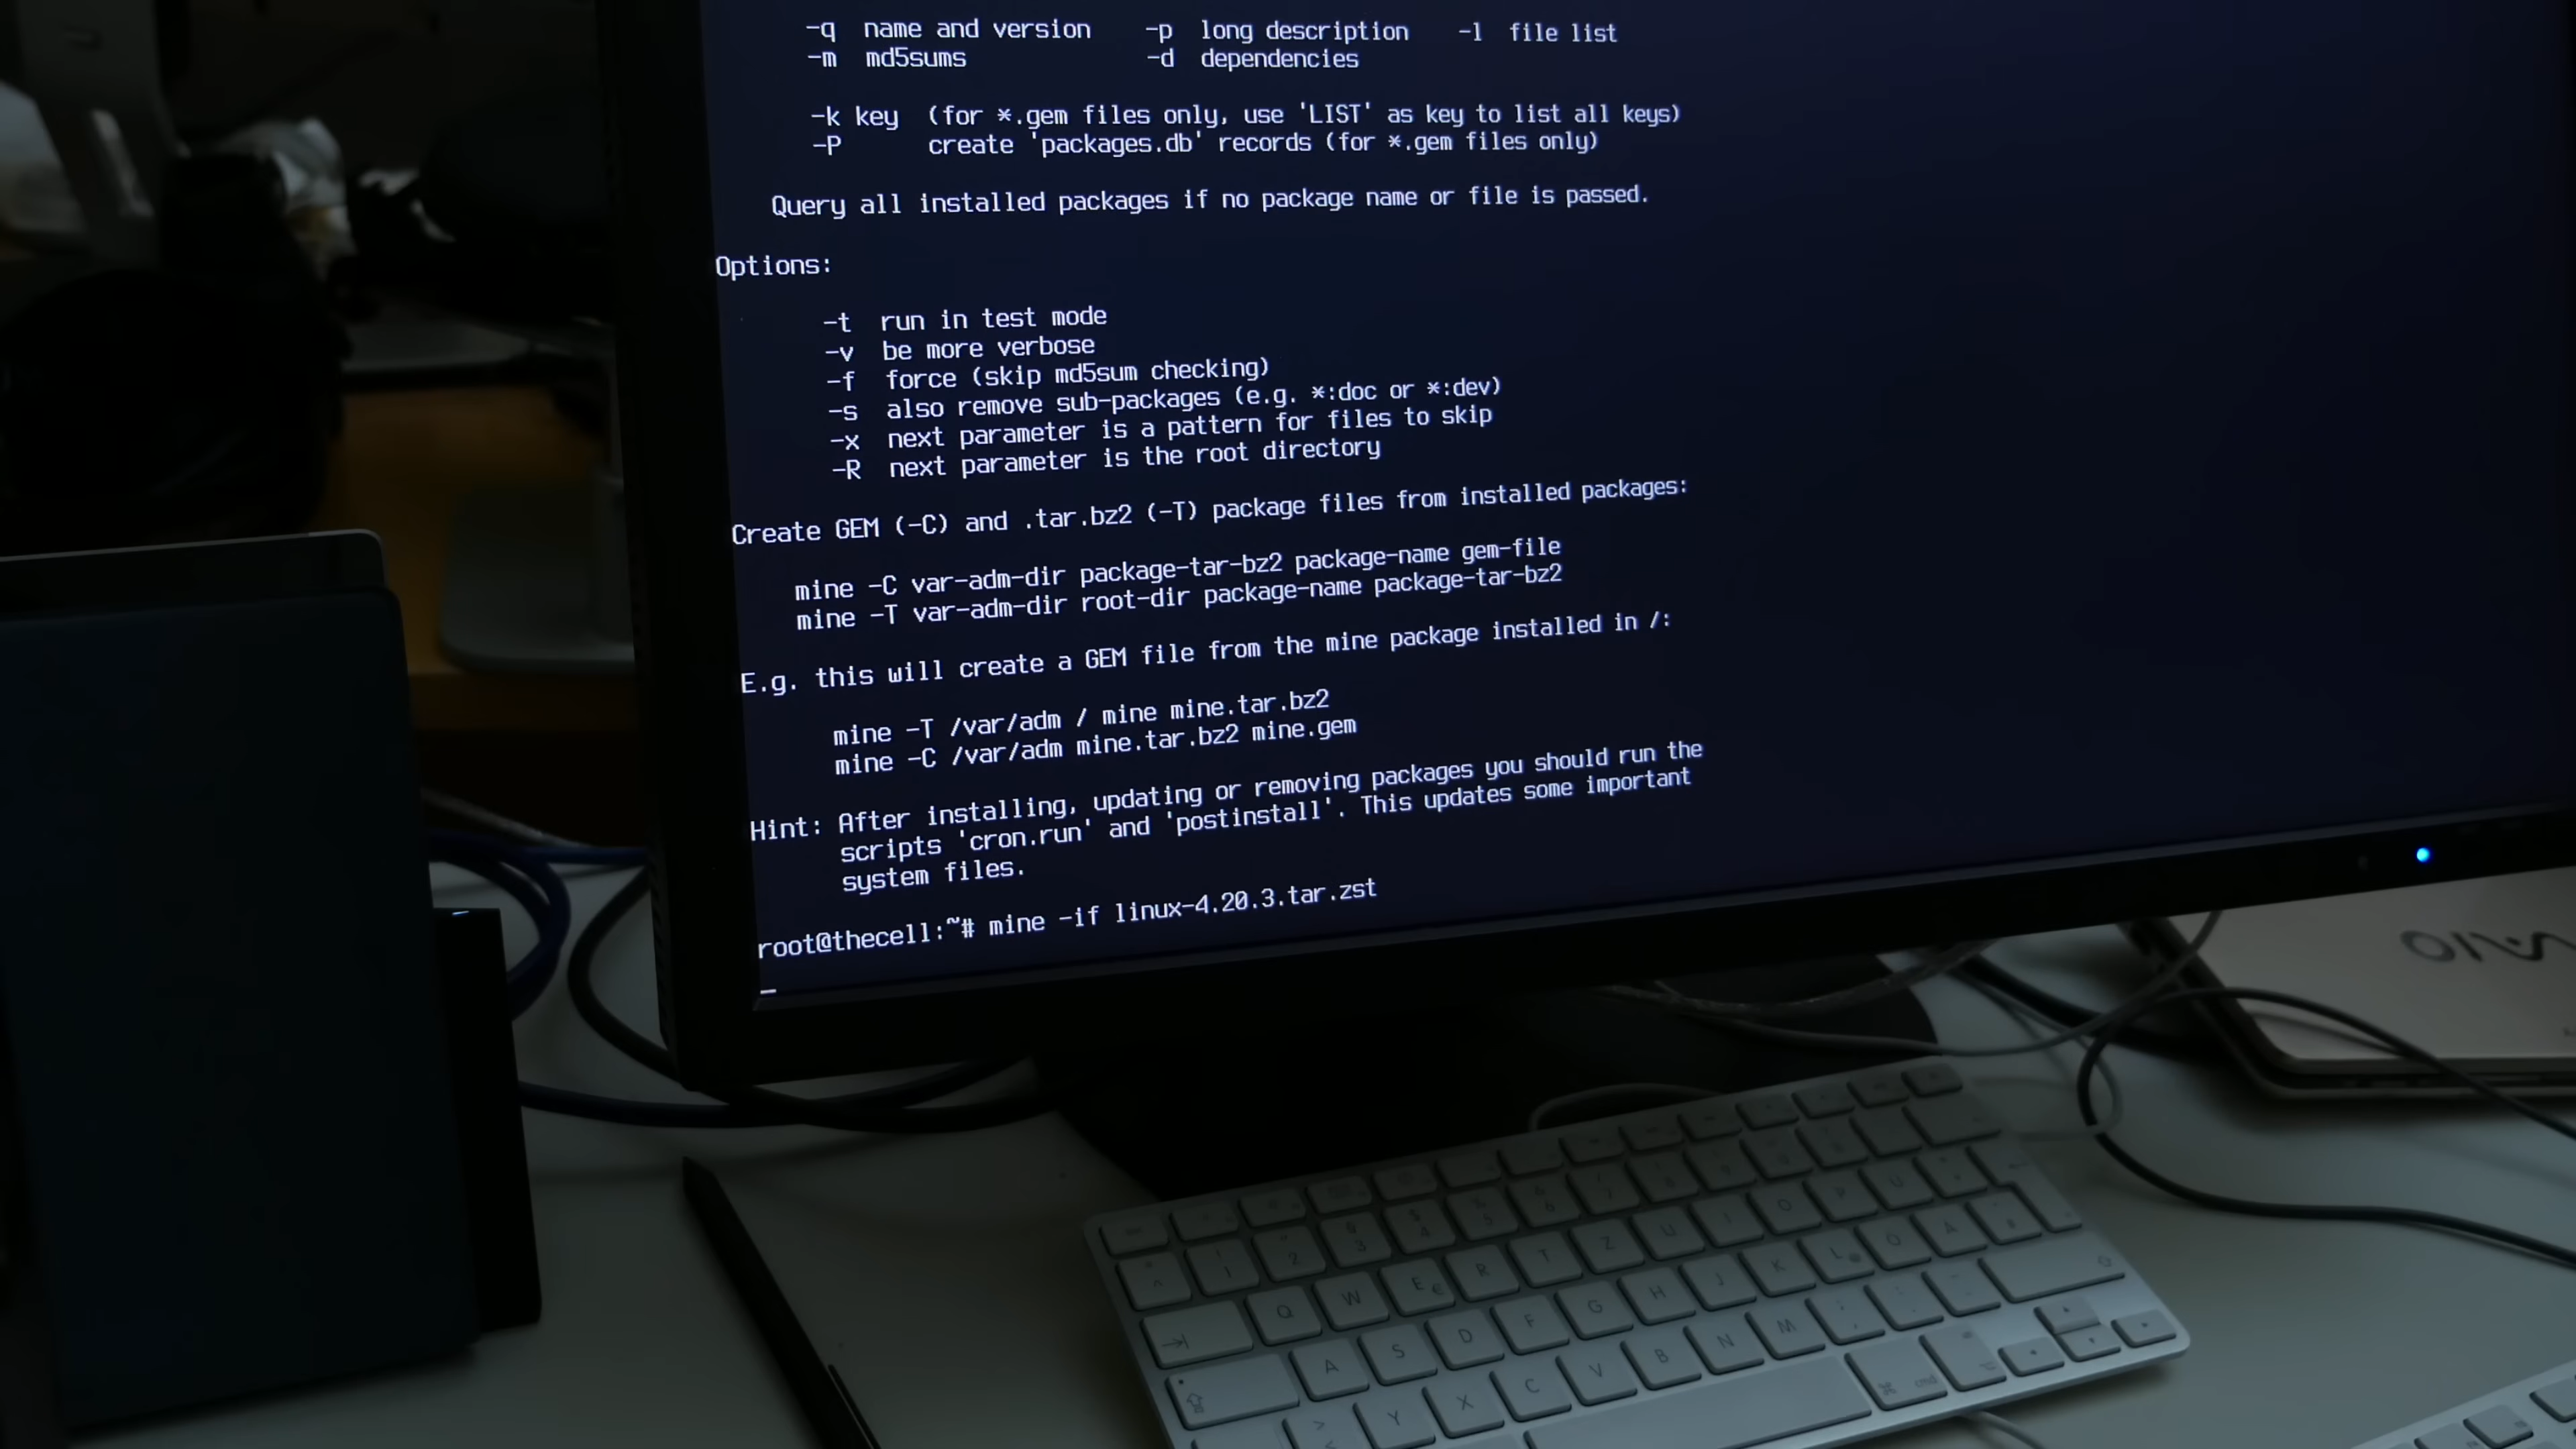 -q name and version -p long description -l file list
-m md5sums -d dependencies
-k key (for *.gem files only, use 'LIST' as key to list all keys)
-P create 'packages.db' records (for *.gem files only)
Query all installed packages if no package name or file is passed.
Options:
-t run in test mode
-v be more verbose
-f force (skip md5sum checking)
-s also remove sub-packages (e.g. *:doc or *:dev)
-x next parameter is a pattern for files to skip
-R next parameter is the root directory
Create GEM (-C) and .tar.bz2 (-T) package files from installed packages:
mine -C var-adm-dir package-tar-bz2 package-name gem-file
mine -T var-adm-dir root-dir package-name package-tar-bz2
E.g. this will create a GEM file from the mine package installed in /:
mine -T /var/adm / mine mine.tar.bz2
mine -C /var/adm mine.tar.bz2 mine.gem
Hint: After installing, updating or removing packages you should run the
scripts 'cron.run' and 'postinstall'. This updates some important
system files.
root@thecell:~# mine -if linux-4.20.3.tar.zst
_
VAIO
Q W E € R T Z U I O P Ü
A S D F G H J K L Ö Ä
Y X C V B N M
cmd